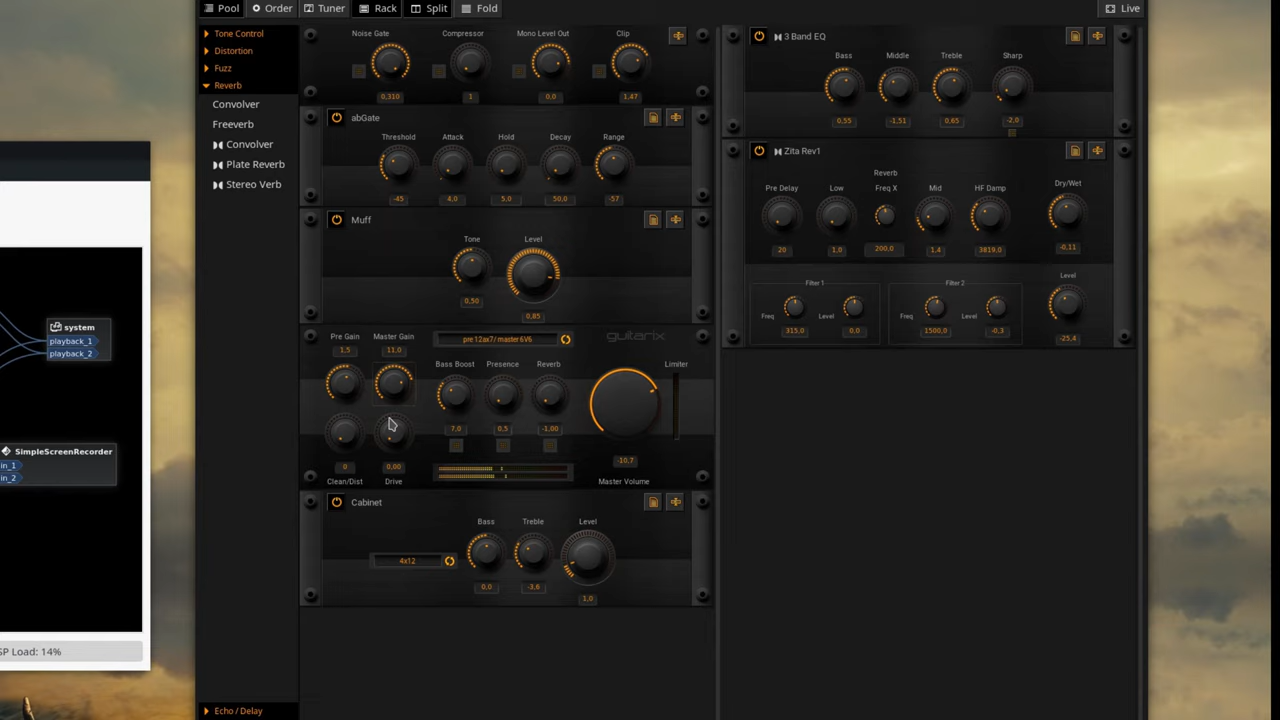 Pool Order Tuner Rack Split Fold Live
Tone Control
Distortion
Fuzz
Reverb
Convolver
Freeverb
Convolver
Plate Reverb
Stereo Verb
Echo / Delay
Noise Gate Compressor Mono Level Out Clip
0,310 1 0,0 1,47
abGate
Threshold Attack Hold Decay Range
-45 4,0 5,0 50,0 -57
Muff
Tone Level
0,50 0,85
Pre Gain Master Gain
1,5 11,0
pre 12ax7/ master 6V6
guitarix
Bass Boost Presence Reverb Limiter
7,0 0,5 -1,00
-10,7
0 0,00
Clean/Dist Drive Master Volume
Cabinet
Bass Treble Level
4x12
0,0 -3,6 1,0
3 Band EQ
Bass Middle Treble Sharp
0,55 -1,51 0,65 -2,0
Zita Rev1
Reverb
Pre Delay Low Freq X Mid HF Damp Dry/Wet
20 1,0 200,0 1,4 3819,0 -0,11
Filter1 Filter2 Level
Freq Level Freq Level
315,0 0,0 1500,0 -0,3 -25,4
system
playback_1
playback_2
SimpleScreenRecorder
in_1
in_2
SP Load: 14%